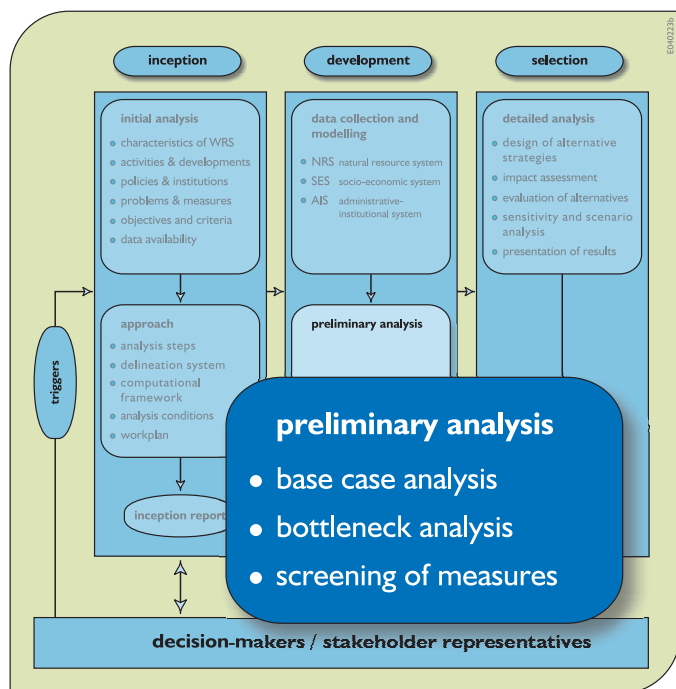 E040223b
inception
development
selection
initial analysis
characteristics of WRS
activities & developments
policies & institutions
problems & measures
objectives and criteria
data availability
data collection and
modelling
NRS natural resource system
SES socio-economic system
AIS administrative-
institutional system
detailed analysis
design of alternative
strategies
impact assessment
evaluation of alternatives
sensitivity and scenario
analysis
presentation of results
triggers
approach
analysis steps
delineation system
computational
framework
analysis conditions
workplan
inception report
preliminary analysis
preliminary analysis
base case analysis
bottleneck analysis
screening of measures
decision-makers / stakeholder representatives